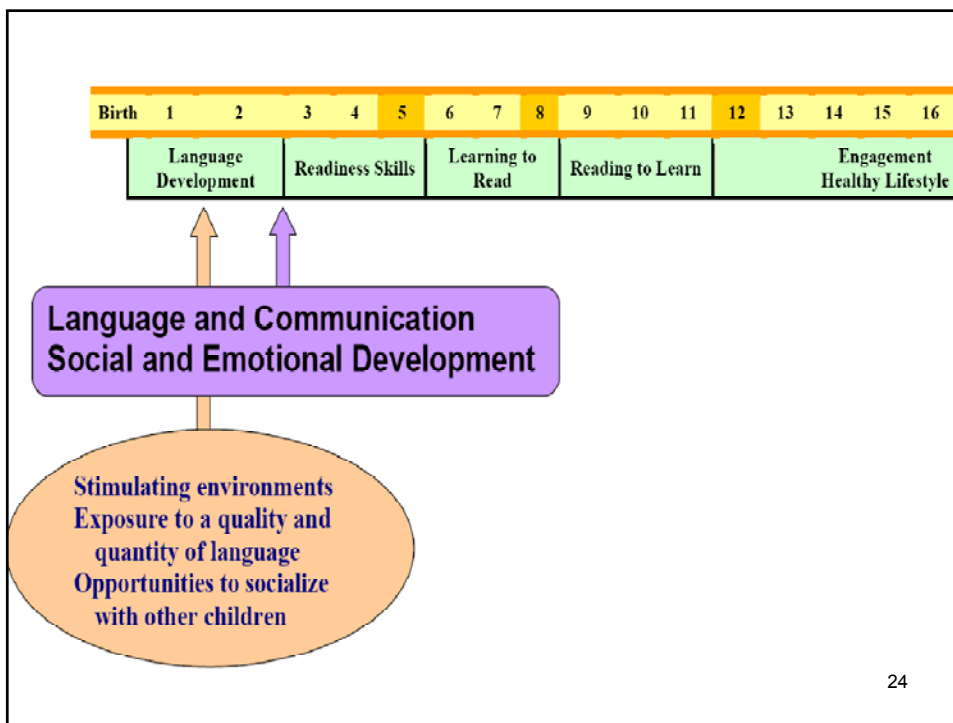 Birth 1 2 3 4 5 6 7 8 9 10 11 12 13 14 15 16
Language
Development
Readiness Skills
Learning to
Read
Reading to Learn
Engagement
Healthy Lifestyle
Language and Communication
Social and Emotional Development
Stimulating environments
Exposure to a quality and
quantity of language
Opportunities to socialize
with other children
24